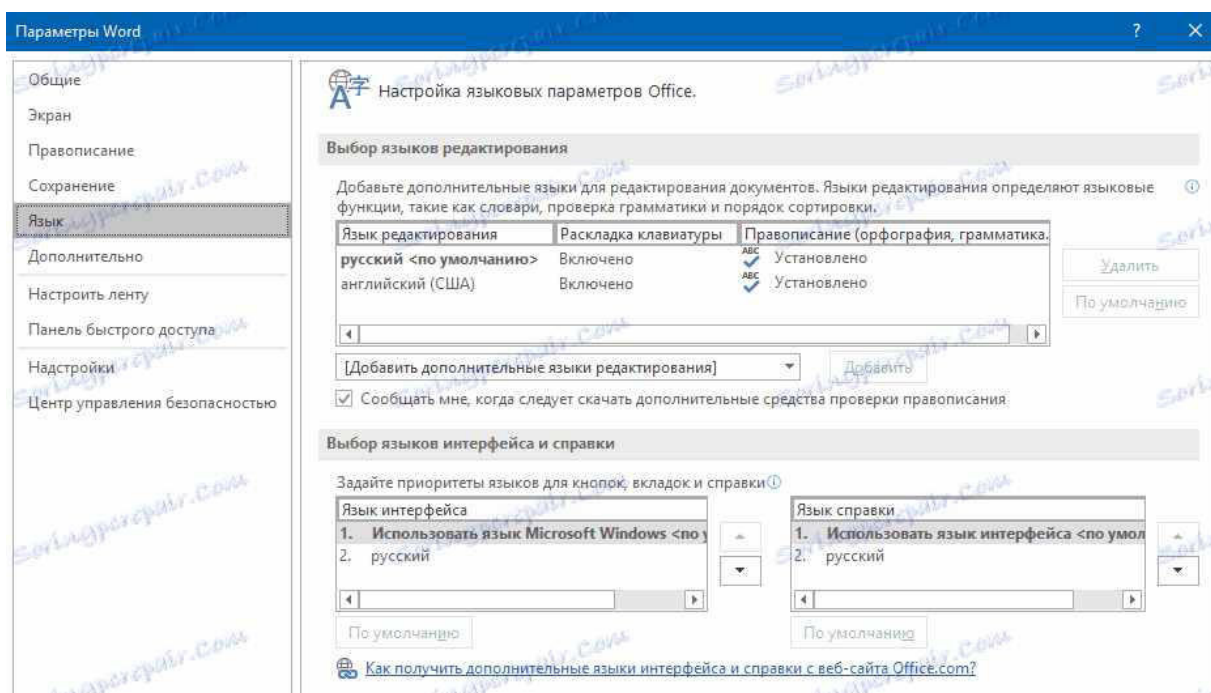 Параметры Word
Общие
Экран
Правописание
Сохранение
Язык
Дополнительно
Настроить ленту
Панель быстрого доступа
Надстройки
Центр управления безопасностью
Настройка языковых параметров Office.
Выбор языков редактирования
Добавьте дополнительные языки для редактирования документов. Языки редактирования определяют языковые
функции, такие как словари, проверка грамматики и порядок сортировки.
Язык редактирования Раскладка клавиатуры Правописание (орфография, грамматика.
русский <по умолчанию> Включено Установлено
английский (США) Включено Установлено
Удалить
По умолчанию
[Добавить дополнительные языки редактирования] Добавить
Сообщать мне, когда следует скачать дополнительные средства проверки правописания
Выбор языков интерфейса и справки
Задайте приоритеты языков для кнопок, вкладок и справки
Язык интерфейса
1. Использовать язык Microsoft Windows <по у
2. русский
По умолчанию
Язык справки
1. Использовать язык интерфейса <по умол
2. русский
По умолчанию
Как получить дополнительные языки интерфейса и справки с веб-сайта Office.com?